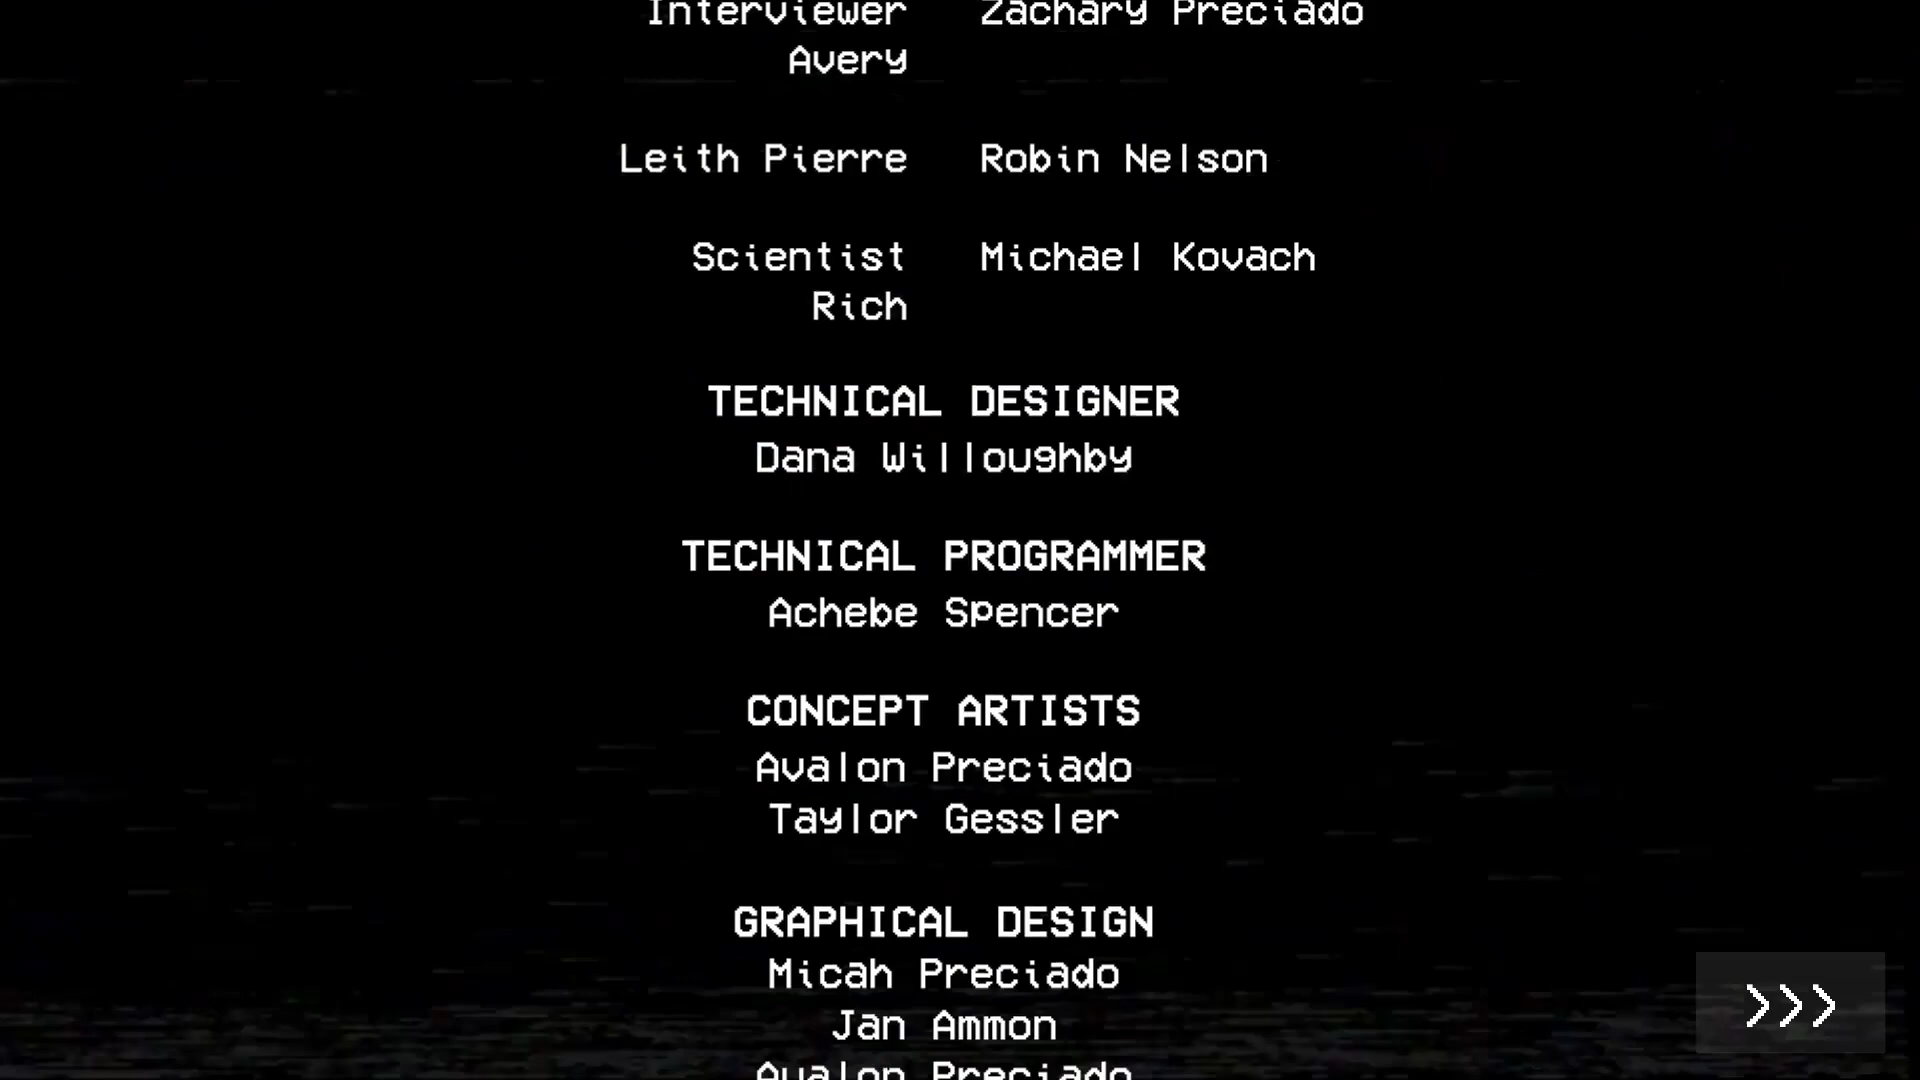 Interviewer Zachary Preciado
Avery
Leith Pierre Robin Nelson
Scientist Michael Kovach
Rich
TECHNICAL DESIGNER
Dana Willoughby
TECHNICAL PROGRAMMER
Achebe Spencer
CONCEPT ARTISTS
Avalon Preciado
Taylor Gessler
GRAPHICAL DESIGN
Micah Preciado
Jan Ammon
Avalon Preciado
>>>